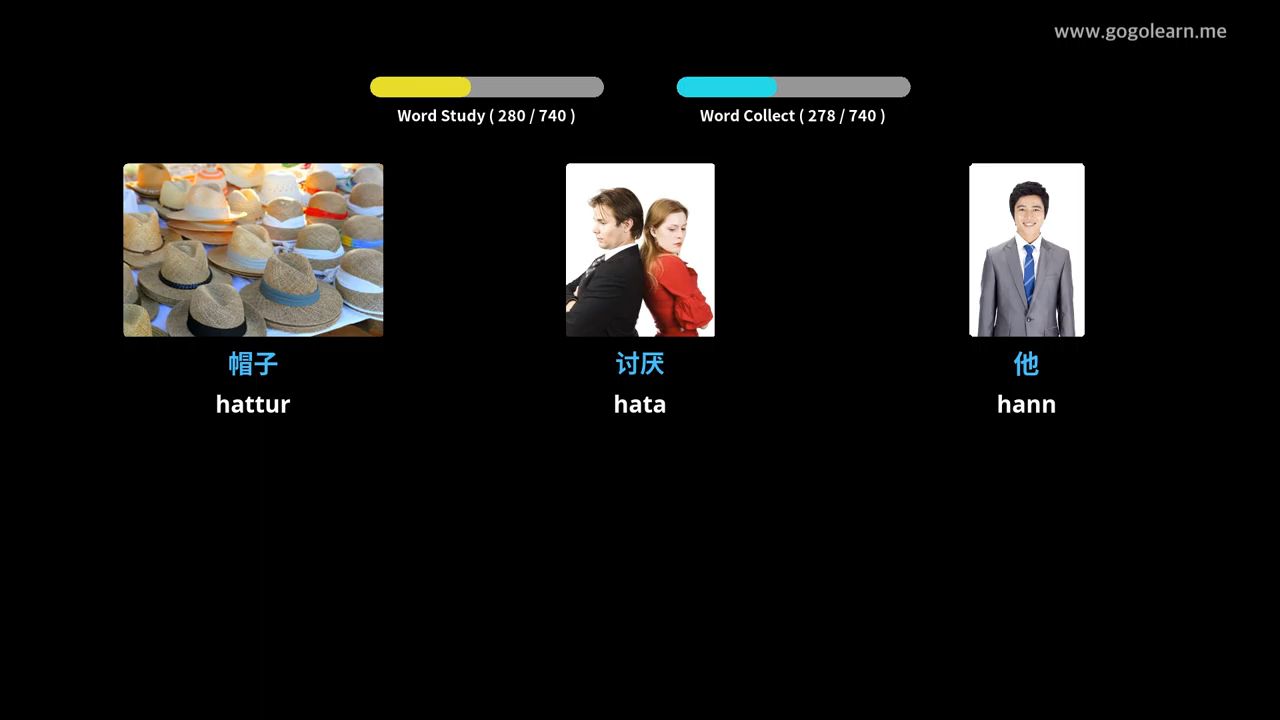 www.gogolearn.me
Word Study ( 280 / 740 )
Word Collect ( 278 / 740 )
帽子
讨厌
他
hattur
hata
hann